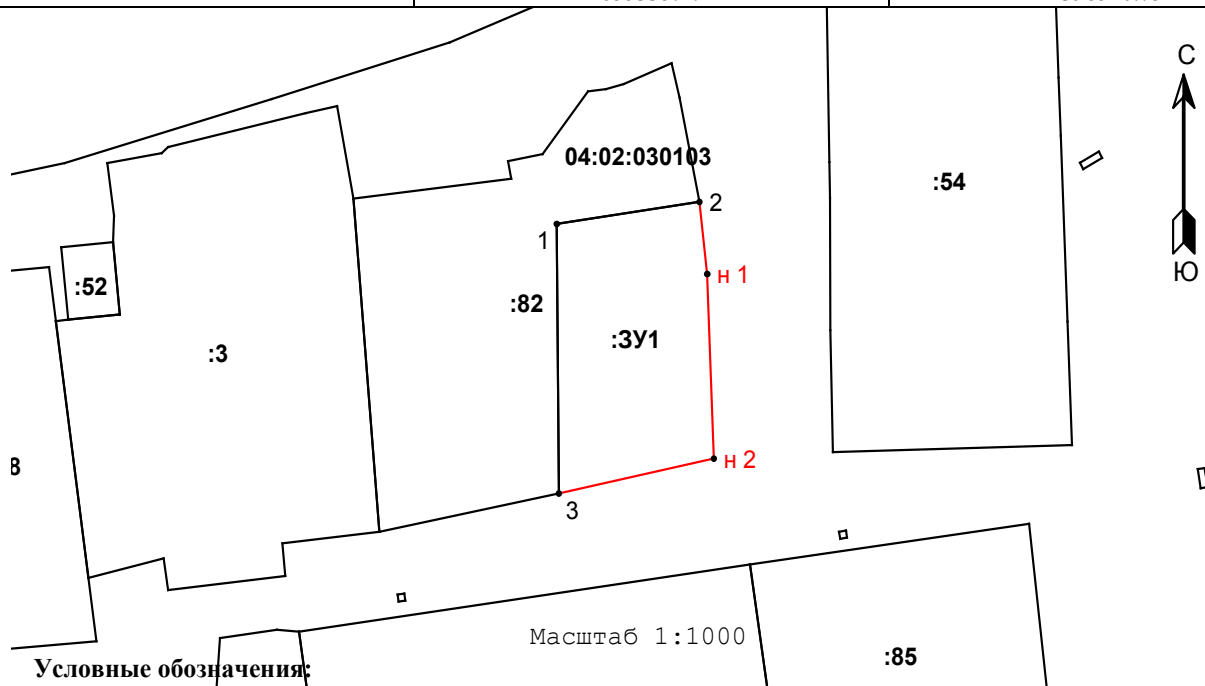 С
04:02:030103
:54
2
1
Ю
н 1
:52
:82
:ЗУ1
:3
8
н 2
3
Масштаб 1:1000
:85
Условные обозначения: